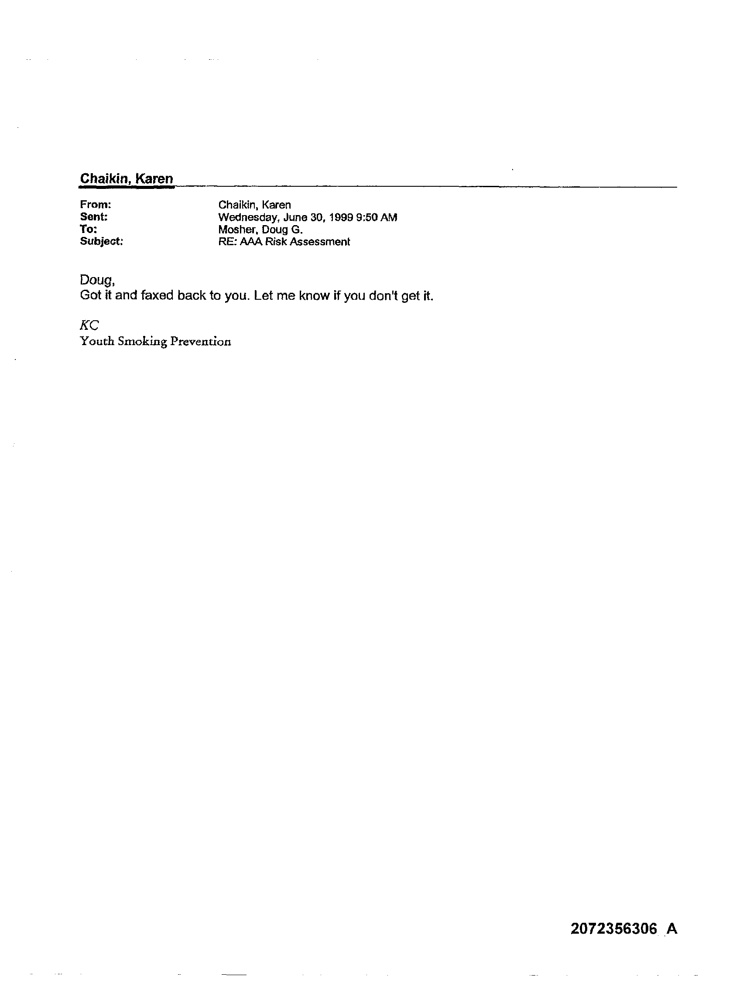 Chaikin, Karen
From: Chaikin, Karen
Sent: Wednesday, June 30, 1999 9:50 AM
To: Mosher, Doug G.
Subject: RE: AAA Risk Assessment
Doug,
Got it and faxed back to you. Let me know if you don't get it.
KC
Youth Smoking Prevention
2072356306 A